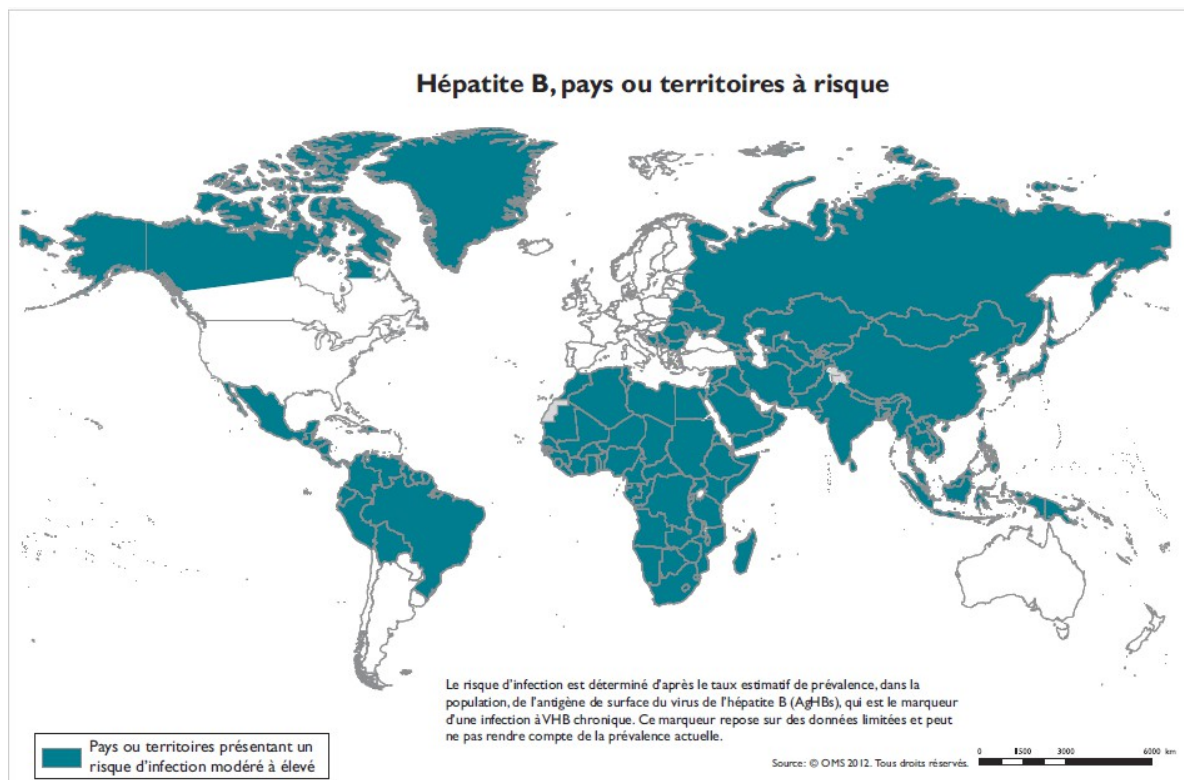 Hépatite B, pays ou territoires à risque
Le risque d'infection est déterminé d'après le taux estimatif de prévalence, dans la
population, de l'antigène de surface du virus de l'hépatite B (AgHBs), qui est le marqueur
d'une infection à VHB chronique. Ce marqueur repose sur des données limitées et peut
ne pas rendre compte de la prévalence actuelle.
Pays ou territoires présentant un
risque d'infection modéré à élevé
0 1500 3000 6000 km
Source: © OMS 2012. Tous droits réservés.